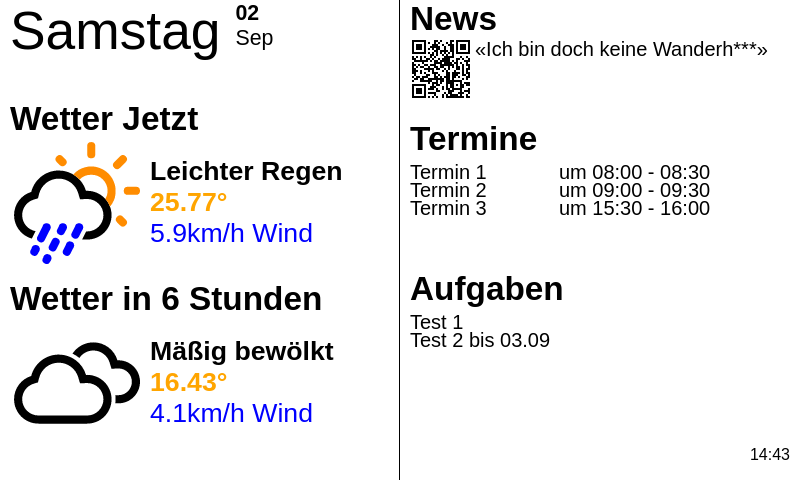 Samstag
02
Sep
Wetter Jetzt
Leichter Regen
25.77°
5.9km/h Wind
Wetter in 6 Stunden
Mäßig bewölkt
16.43°
4.1km/h Wind
News
«Ich bin doch keine Wanderh***»
Termine
Termin 1 um 08:00 - 08:30
Termin 2 um 09:00 - 09:30
Termin 3 um 15:30 - 16:00
Aufgaben
Test 1
Test 2 bis 03.09
14:43